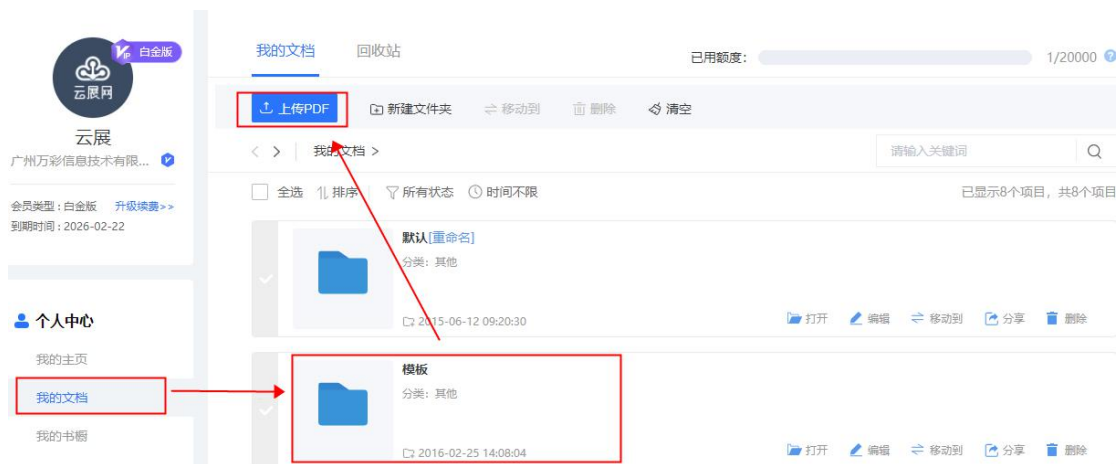 白金版
云展网
云展
广州万彩信息技术有限...
会员类型：白金版 升级续费>>
到期时间：2026-02-22
个人中心
我的主页
我的文档
我的书橱
我的文档 回收站 已用额度： 1/20000
上传PDF 新建文件夹 移动到 删除 清空
< > 我的文档 > 请输入关键词
全选 排序 所有状态 时间不限 已显示8个项目，共8个项目
默认[重命名]
分类：其他
2015-06-12 09:20:30 打开 编辑 移动到 分享 删除
模板
分类：其他
2016-02-25 14:08:04 打开 编辑 移动到 分享 删除